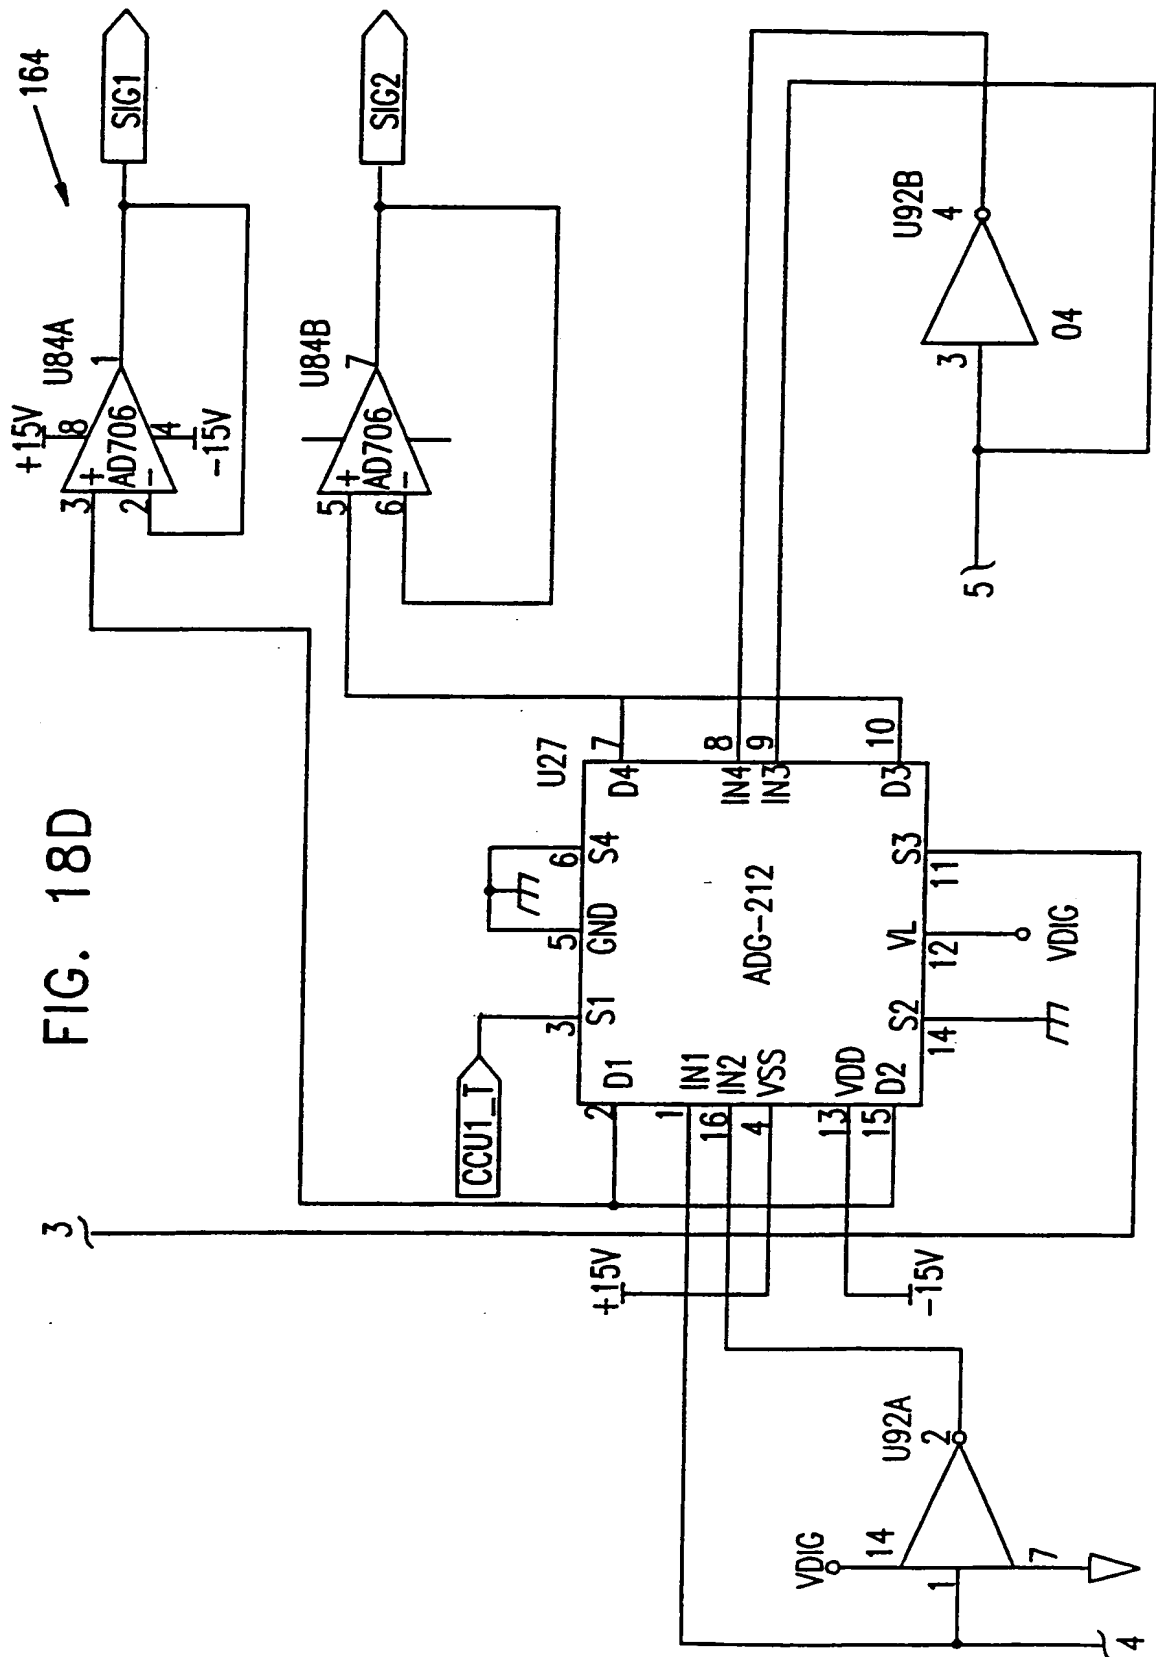 FIG. 18D
164
SIG1
SIG2
+15V
U84A
8
3
+
1
AD706
2
-
4
-15V
U84B
5
+
7
AD706
6
-
3
CCU1_T
U27
3
S1
5
GND
6
S4
2
D1
7
D4
1
IN1
16
IN2
4
VSS
13
VDD
15
D2
ADG-212
8
IN4
9
IN3
10
D3
14
S2
12
VL
11
S3
VDIG
+15V
-15V
U92A
VDIG
14
1
2
7
4
U92B
3
4
04
5